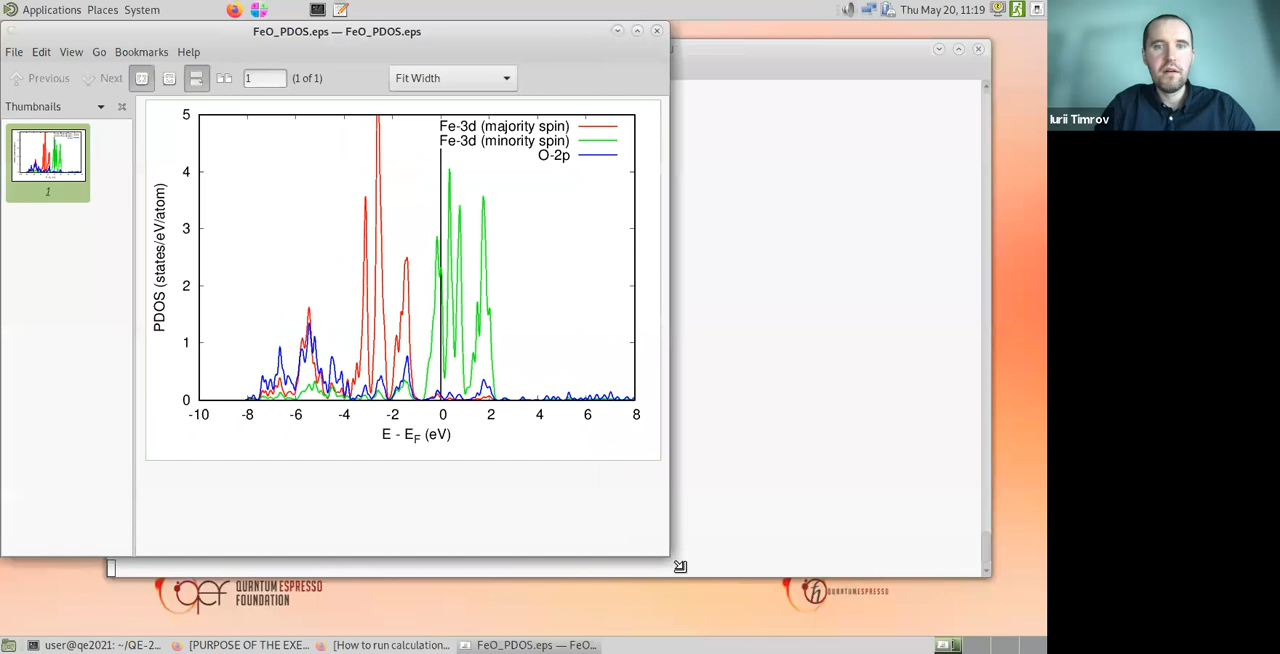 Applications Places System
Thu May 20, 11:19
FeO_PDOS.eps — FeO_PDOS.eps
File Edit View Go Bookmarks Help
Previous Next 1 (1 of 1) Fit Width
Thumbnails
1
5
4
3
2
1
0
PDOS (states/eV/atom)
Fe-3d (majority spin)
Fe-3d (minority spin)
O-2p
-10 -8 -6 -4 -2 0 2 4 6 8
E - EF (eV)
Iurii Timrov
qef QUANTUM ESPRESSO
FOUNDATION
QUANTUMESPRESSO
user@qe2021: ~/QE-2... [PURPOSE OF THE EXE... [How to run calculation... FeO_PDOS.eps — FeO...